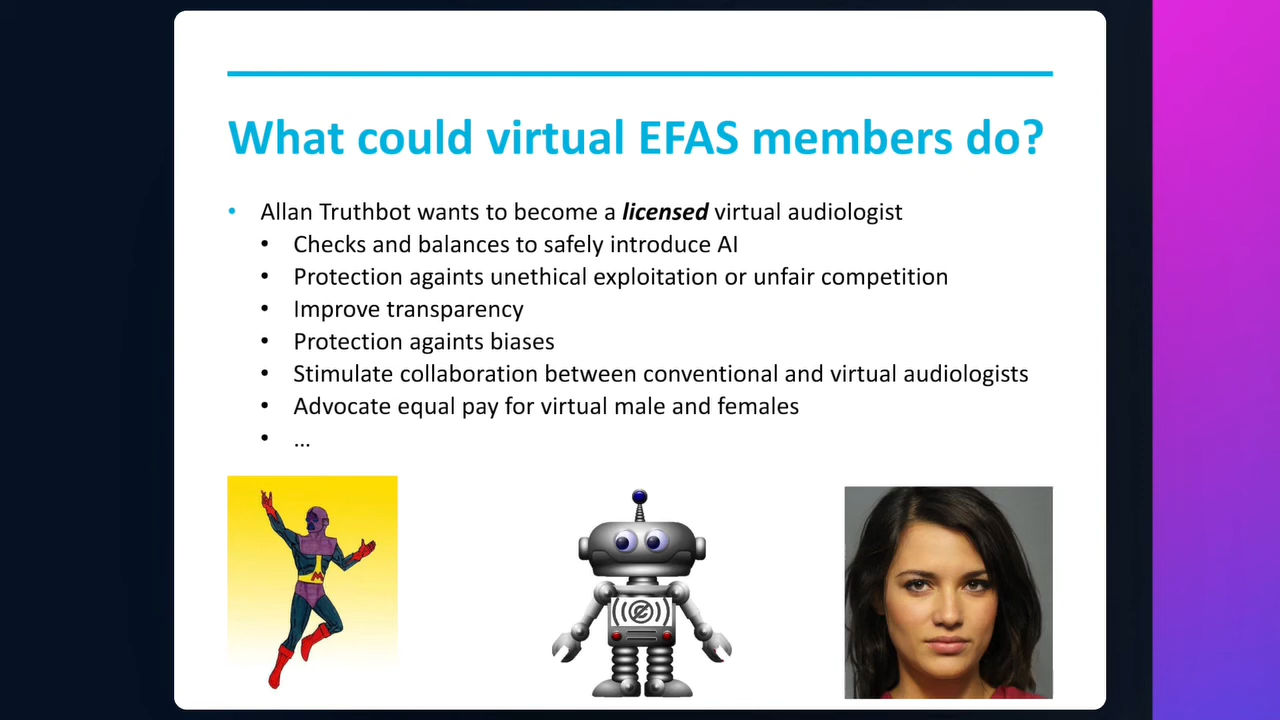 What could virtual EFAS members do?
• Allan Truthbot wants to become a licensed virtual audiologist
• Checks and balances to safely introduce AI
• Protection againts unethical exploitation or unfair competition
• Improve transparency
• Protection againts biases
• Stimulate collaboration between conventional and virtual audiologists
• Advocate equal pay for virtual male and females
• ...
M